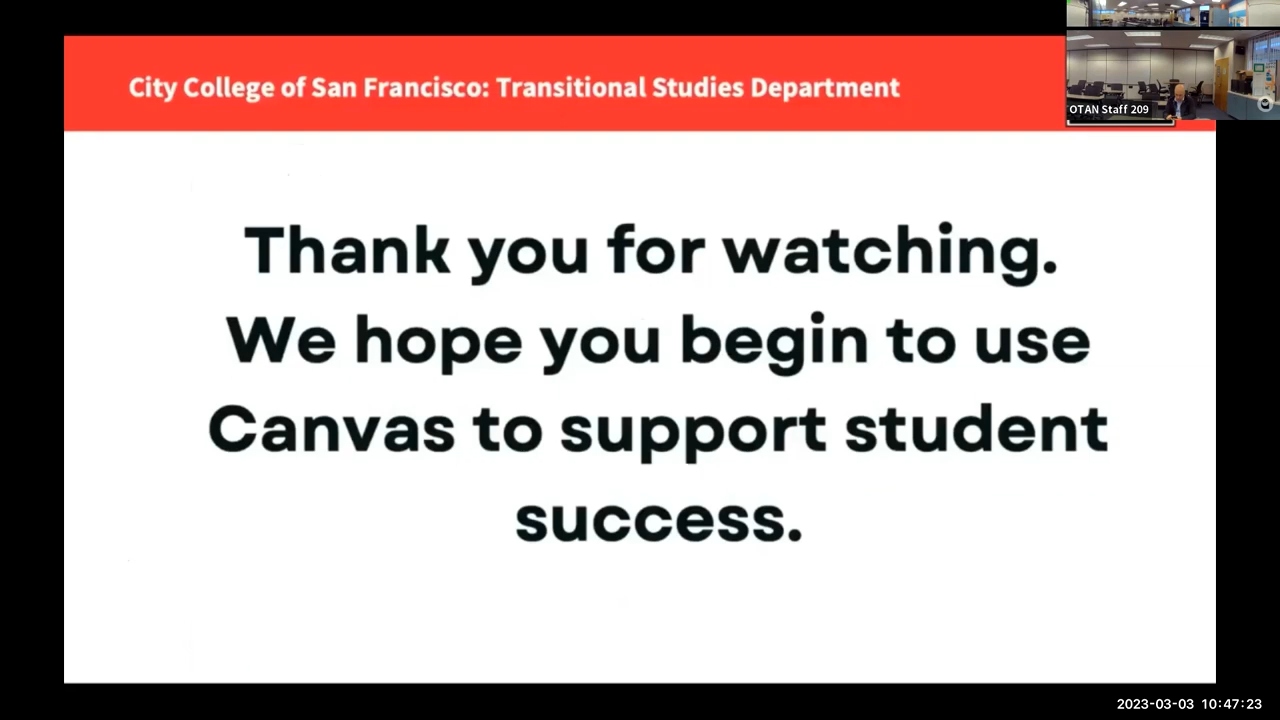 City College of San Francisco: Transitional Studies Department
OTAN Staff 209
Thank you for watching.
We hope you begin to use
Canvas to support student
success.
2023-03-03 10:47:23